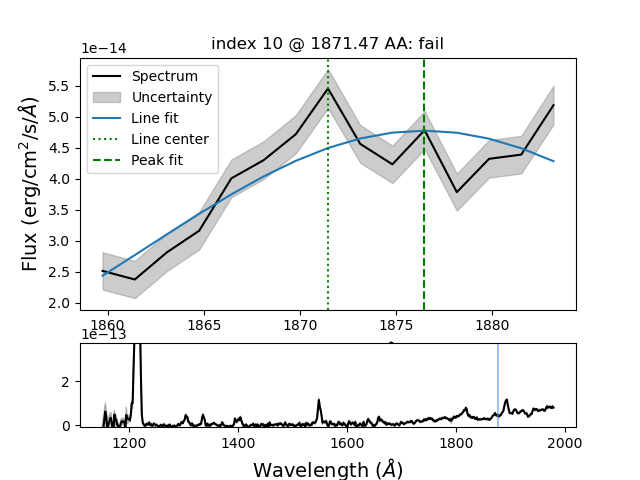 index 10 @ 1871.47 AA: fail
1e−14
Flux (erg/cm²/s/Å)
5.5
5.0
4.5
4.0
3.5
3.0
2.5
2.0
Spectrum
Uncertainty
Line fit
Line center
Peak fit
1860 1865 1870 1875 1880
1e−13
2
0
1200 1400 1600 1800 2000
Wavelength (Å)